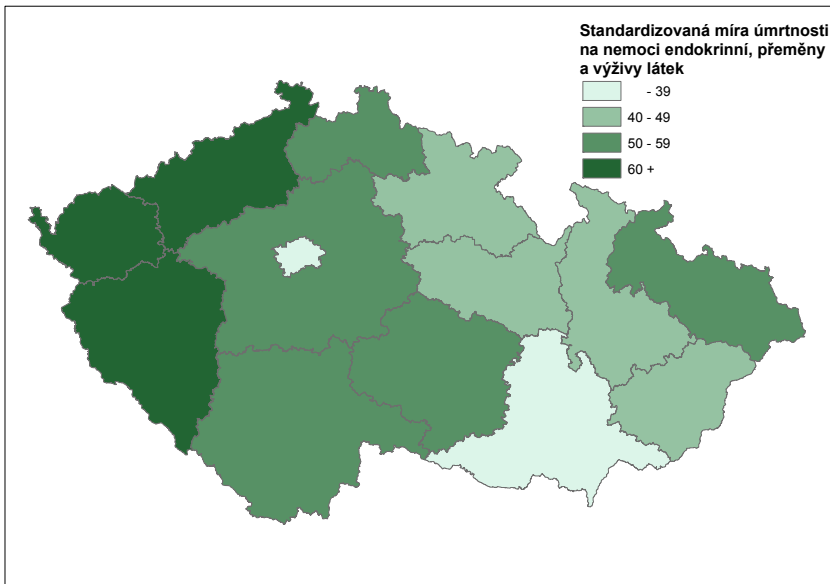 Standardizovaná míra úmrtnosti
na nemoci endokrinní, přeměny
a výživy látek
- 39
40 - 49
50 - 59
60 +